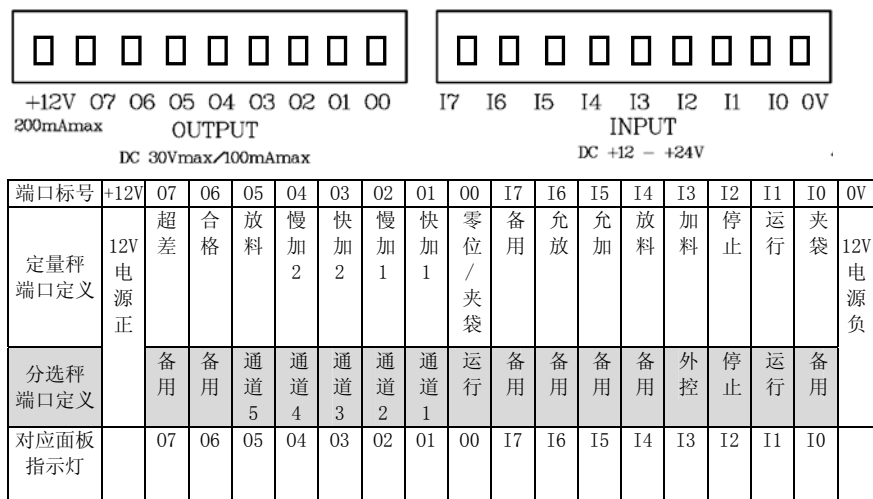 +12V O7 O6 O5 O4 O3 O2 O1 O0 I7 I6 I5 I4 I3 I2 I1 I0 0V
200mAmax OUTPUT INPUT
DC 30Vmax/100mAmax DC +12 - +24V
端口标号 +12V 07 06 05 04 03 02 01 00 I7 I6 I5 I4 I3 I2 I1 I0 0V
定量秤端口定义 12V电源正 超差 合格 放料 慢加2 快加2 慢加1 快加1 零位/夹袋 备用 允放 允加 放料 加料 停止 运行 夹袋 12V电源负
分选秤端口定义 备用 备用 通道5 通道4 通道3 通道2 通道1 运行 备用 备用 备用 备用 外控 停止 运行 备用
对应面板指示灯 07 06 05 04 03 02 01 00 I7 I6 I5 I4 I3 I2 I1 I0